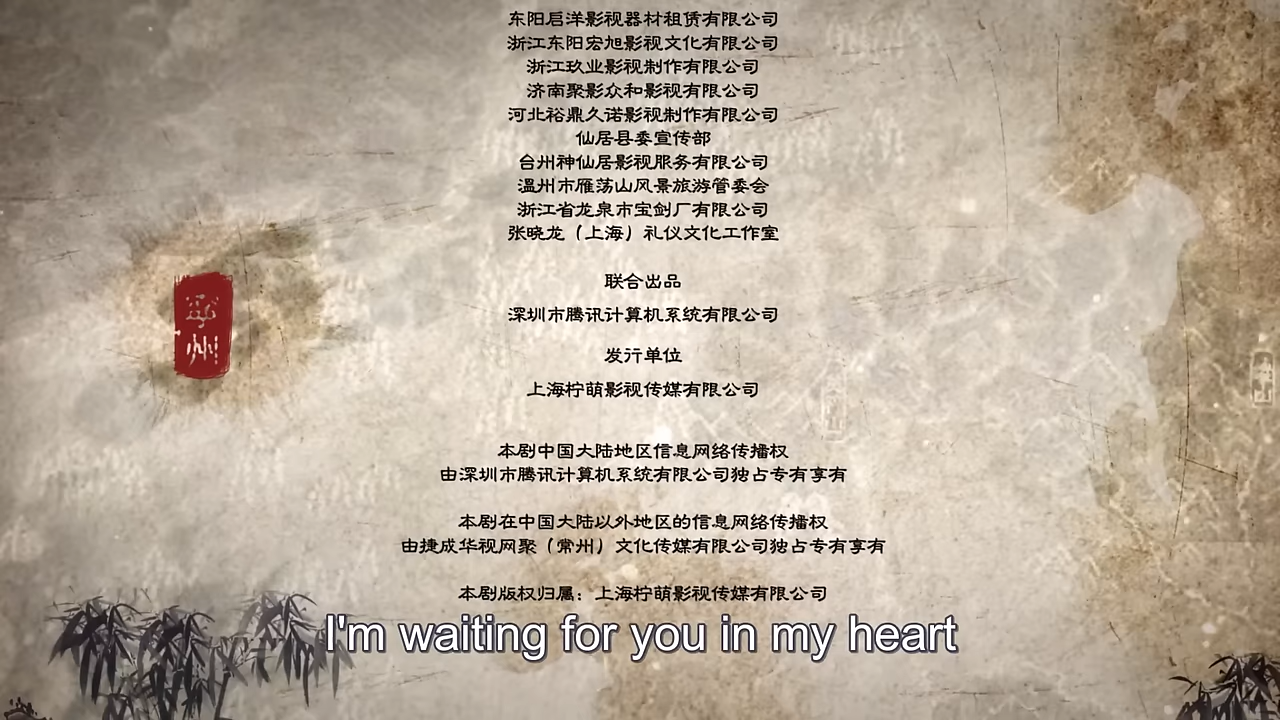 东阳启洋影视器材租赁有限公司
浙江东阳宏旭影视文化有限公司
浙江玖业影视制作有限公司
济南聚影众和影视有限公司
河北裕鼎久诺影视制作有限公司
仙居县委宣传部
台州神仙居影视服务有限公司
温州市雁荡山风景旅游管委会
浙江省龙泉市宝剑厂有限公司
张晓龙（上海）礼仪文化工作室
联合出品
深圳市腾讯计算机系统有限公司
发行单位
上海柠萌影视传媒有限公司
本剧中国大陆地区信息网络传播权
由深圳市腾讯计算机系统有限公司独占专有享有
本剧在中国大陆以外地区的信息网络传播权
由捷成华视网聚（常州）文化传媒有限公司独占专有享有
本剧版权归属：上海柠萌影视传媒有限公司
I'm waiting for you in my heart
州